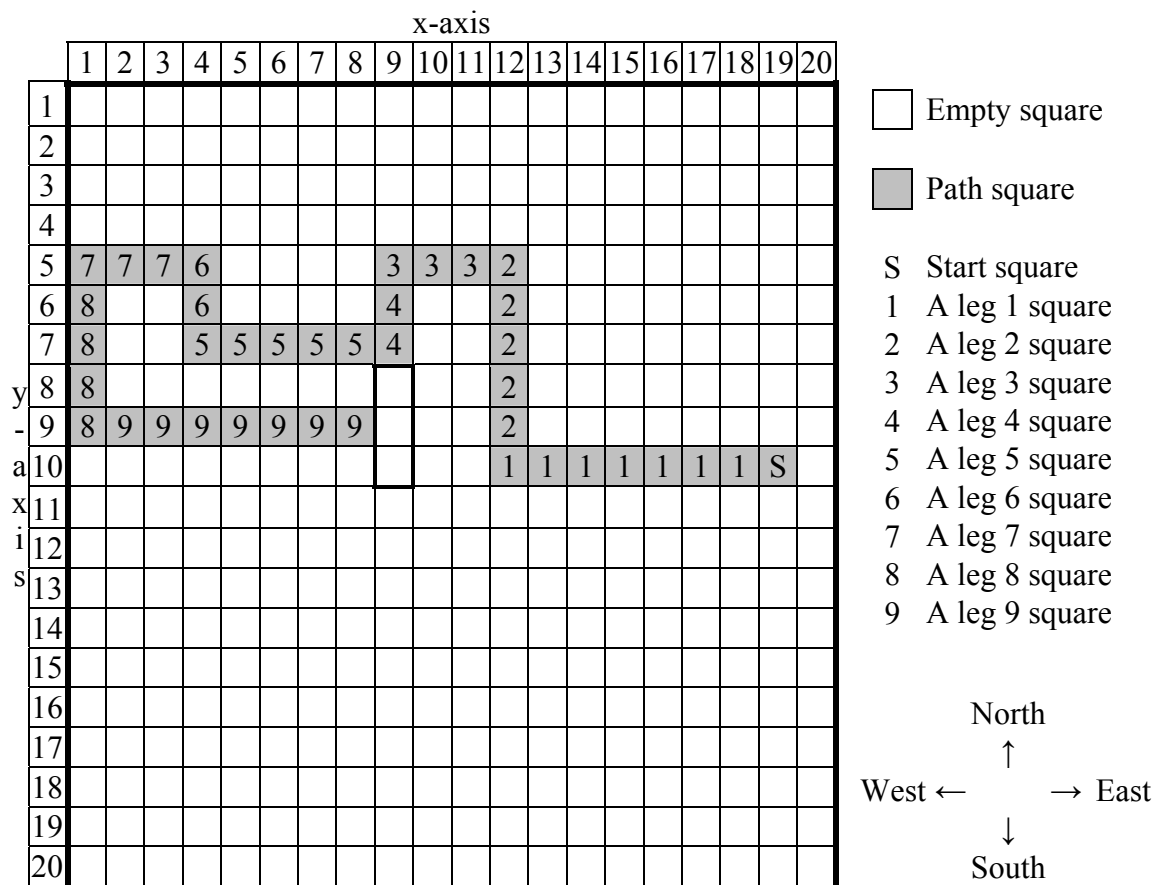 x-axis
1 2 3 4 5 6 7 8 9 10 11 12 13 14 15 16 17 18 19 20
1
2
3
4
5 7 7 7 6 3 3 3 2
6 8 6 4 2
7 8 5 5 5 5 5 4 2
8 8 2
9 8 9 9 9 9 9 9 9 2
10 1 1 1 1 1 1 1 S
11
12
13
14
15
16
17
18
19
20
y-axis
Empty square
Path square
S Start square
1 A leg 1 square
2 A leg 2 square
3 A leg 3 square
4 A leg 4 square
5 A leg 5 square
6 A leg 6 square
7 A leg 7 square
8 A leg 8 square
9 A leg 9 square
North
↑
West ← → East
↓
South